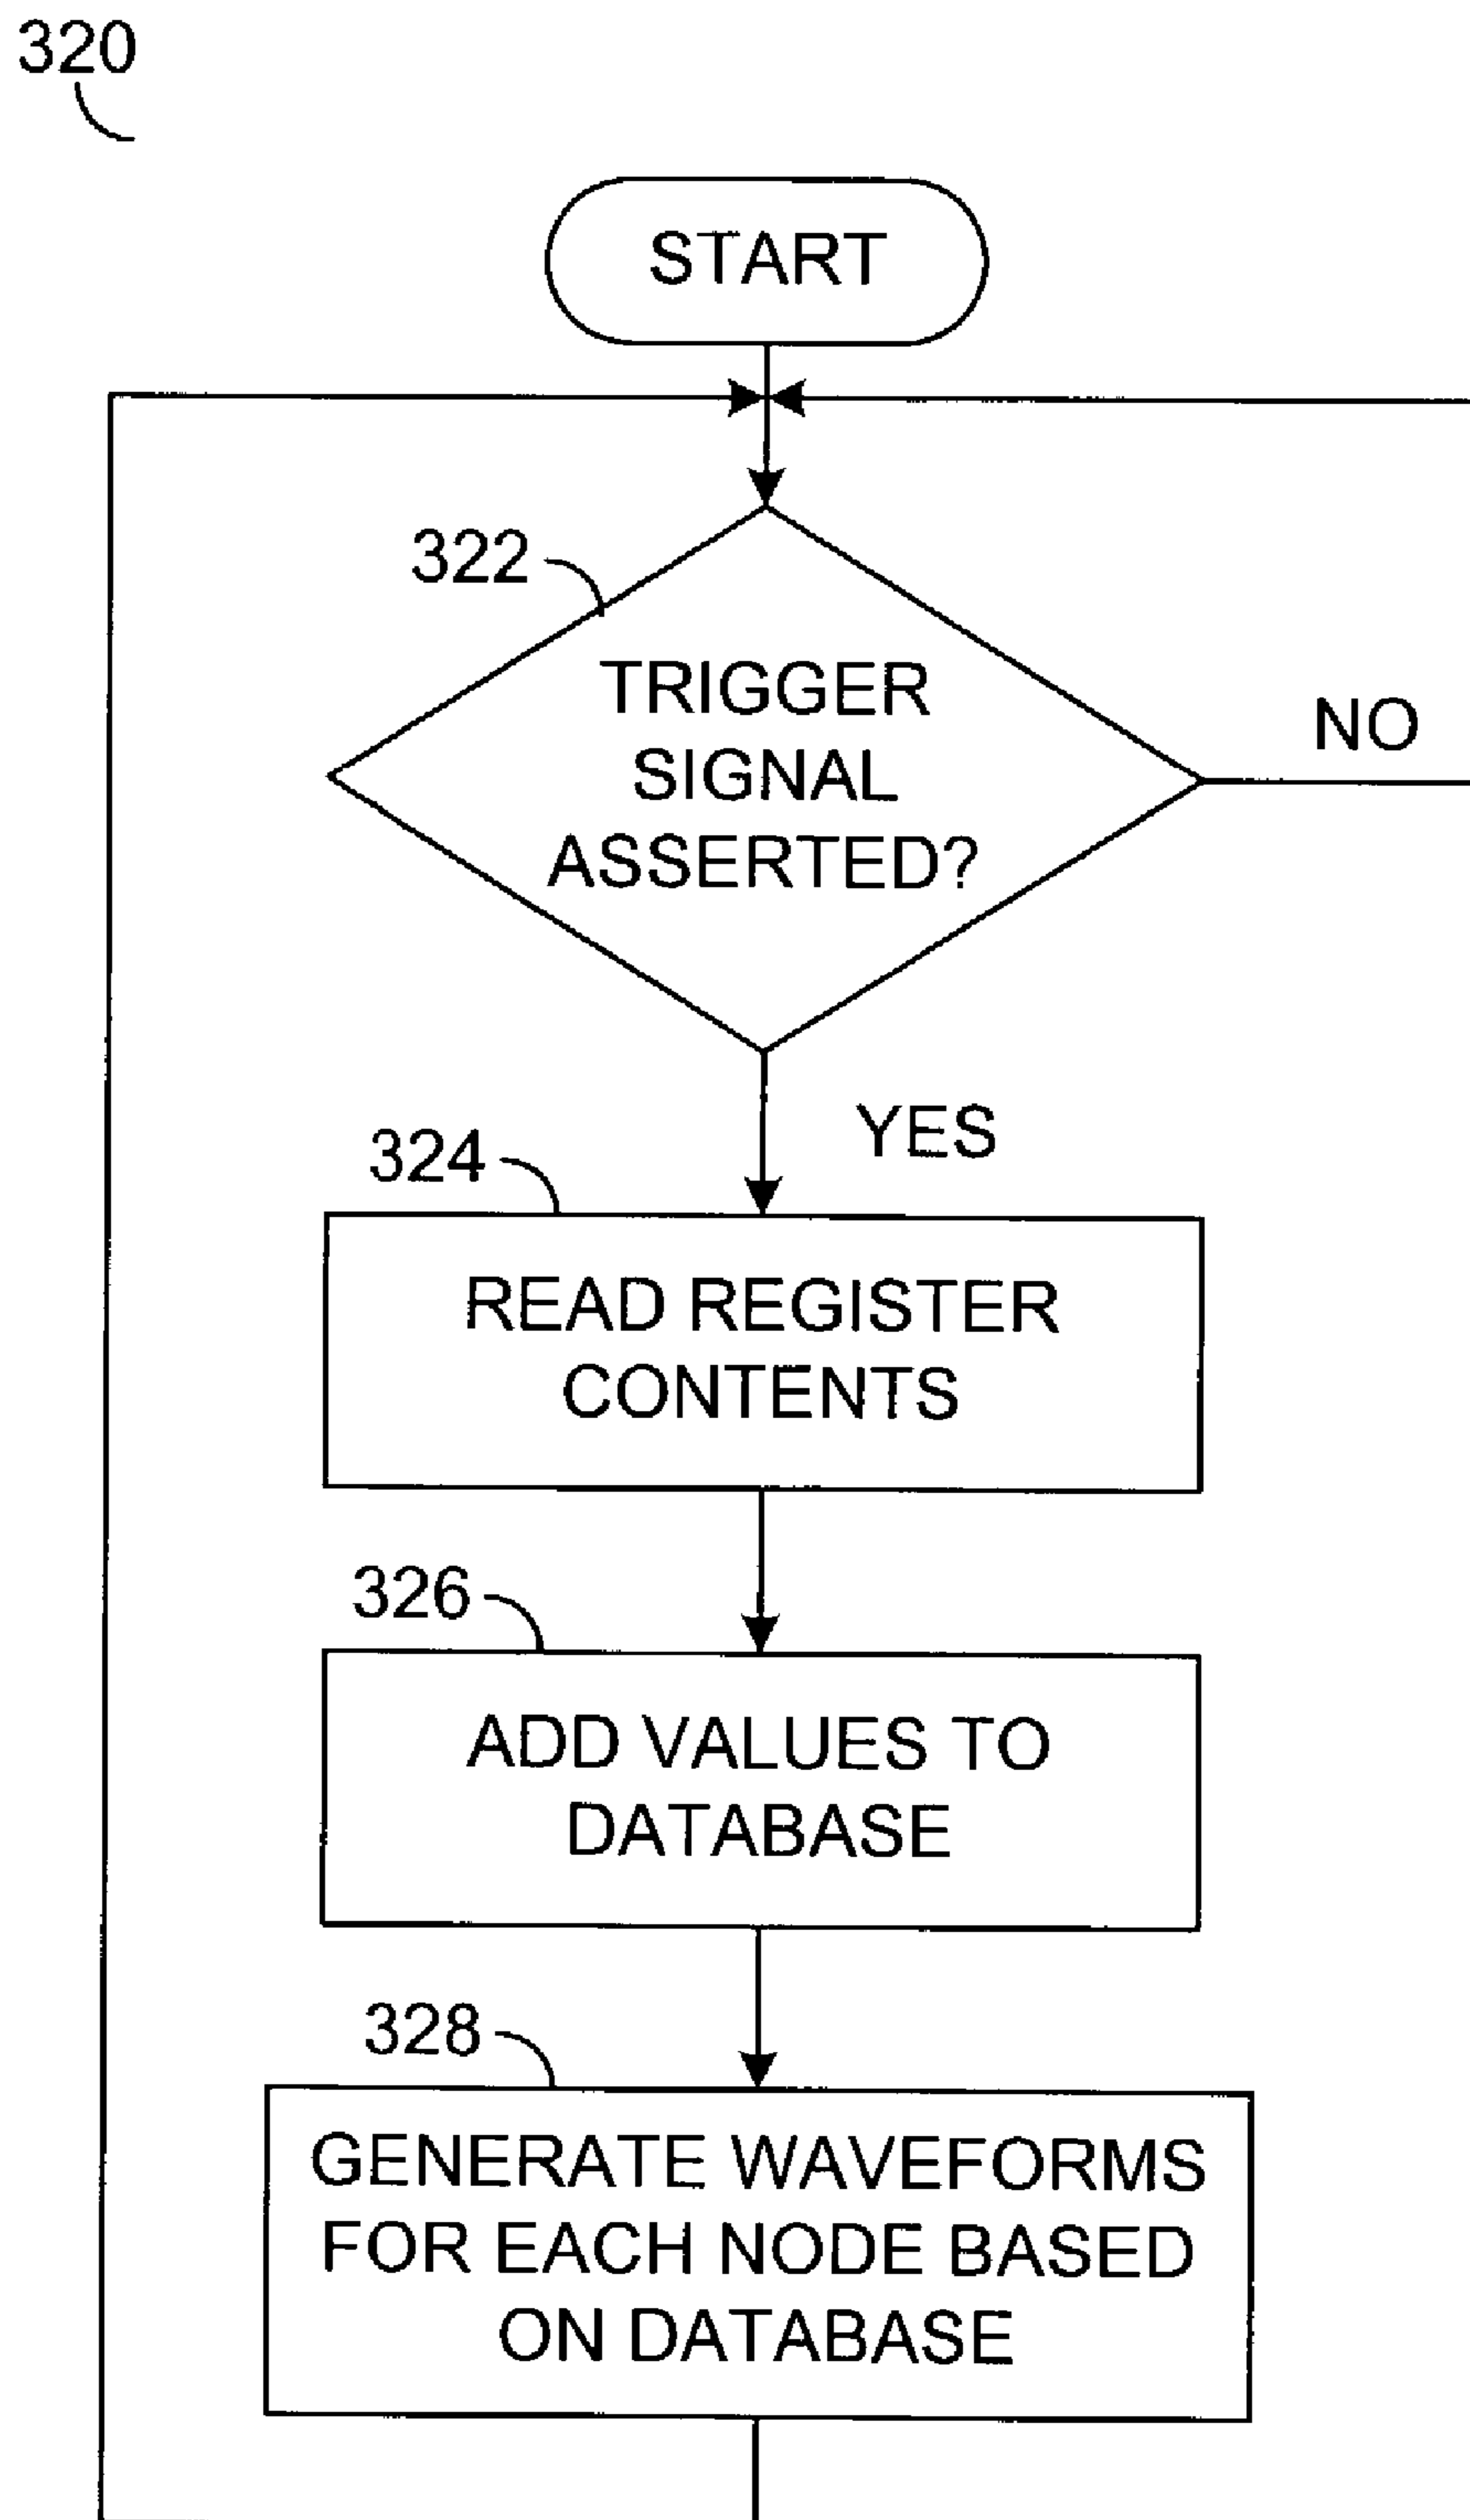 320
START
322
TRIGGER
SIGNAL
ASSERTED?
NO
YES
324
READ REGISTER
CONTENTS
326
ADD VALUES TO
DATABASE
328
GENERATE WAVEFORMS
FOR EACH NODE BASED
ON DATABASE